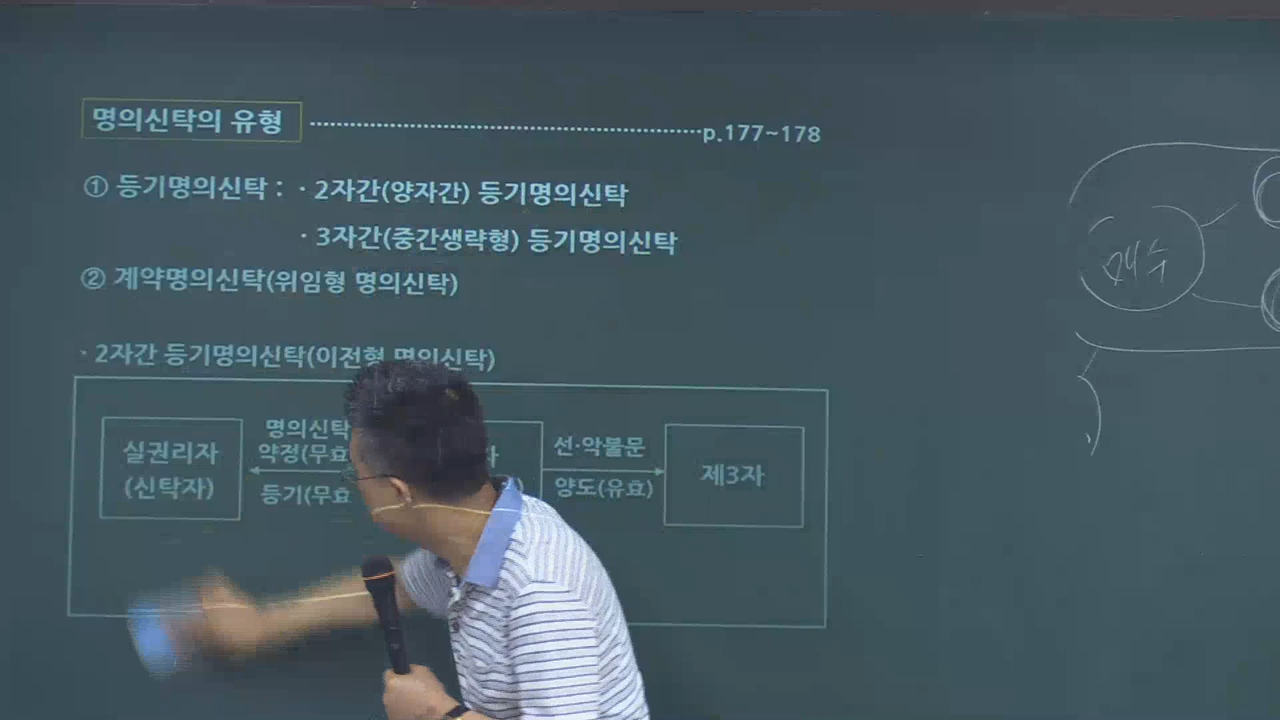 명의신탁의 유형 ……………………………………p.177~178
① 등기명의신탁 : · 2자간(양자간) 등기명의신탁
· 3자간(중간생략형) 등기명의신탁
② 계약명의신탁(위임형 명의신탁)
· 2자간 등기명의신탁(이전형 명의신탁)
실권리자
(신탁자)
명의신탁
약정(무효
등기(무효
자
선·악불문
양도(유효)
제3자
매수